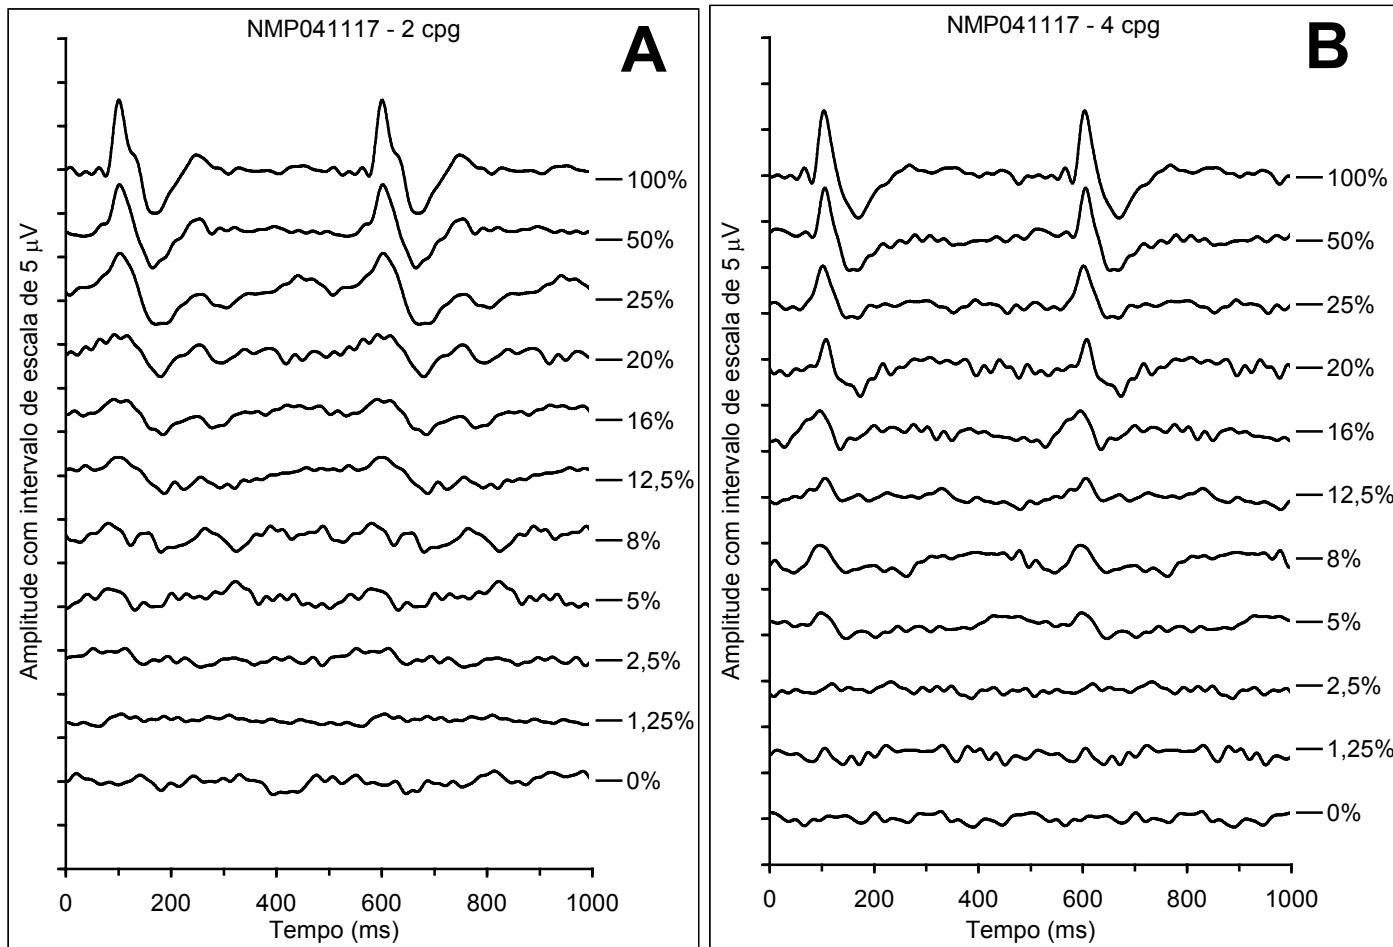 NMP041117 - 2 cpg
A
Amplitude com intervalo de escala de 5 μV
100%
50%
25%
20%
16%
12,5%
8%
5%
2,5%
1,25%
0%
0 200 400 600 800 1000
Tempo (ms)
NMP041117 - 4 cpg
B
Amplitude com intervalo de escala de 5 μV
100%
50%
25%
20%
16%
12,5%
8%
5%
2,5%
1,25%
0%
0 200 400 600 800 1000
Tempo (ms)